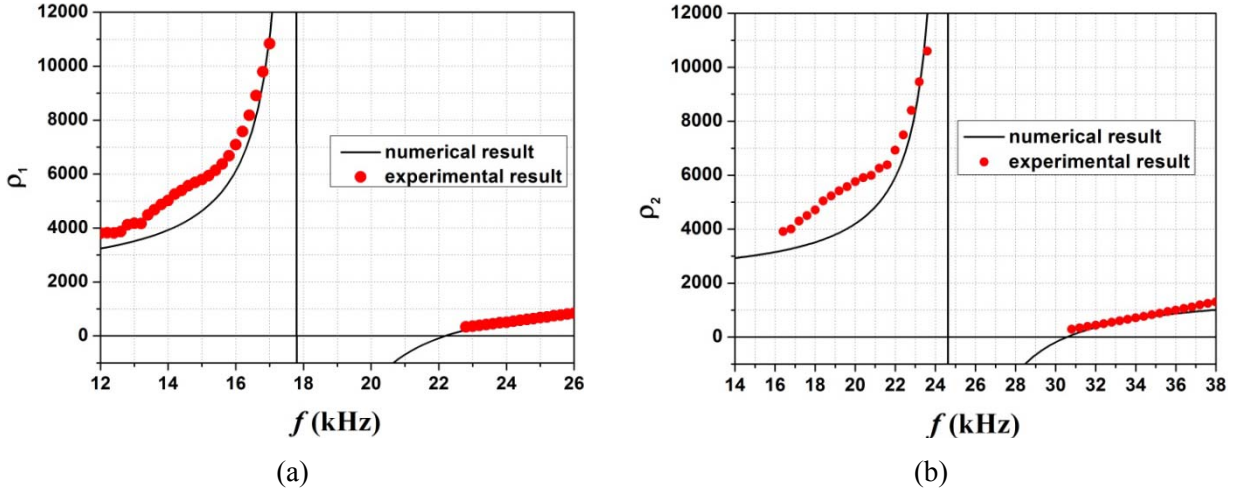 12000
10000
8000
6000
4000
2000
0
ρ1
numerical result
experimental result
12 14 16 18 20 22 24 26
f (kHz)
(a)
12000
10000
8000
6000
4000
2000
0
ρ2
numerical result
experimental result
14 16 18 20 22 24 26 28 30 32 34 36 38
f (kHz)
(b)